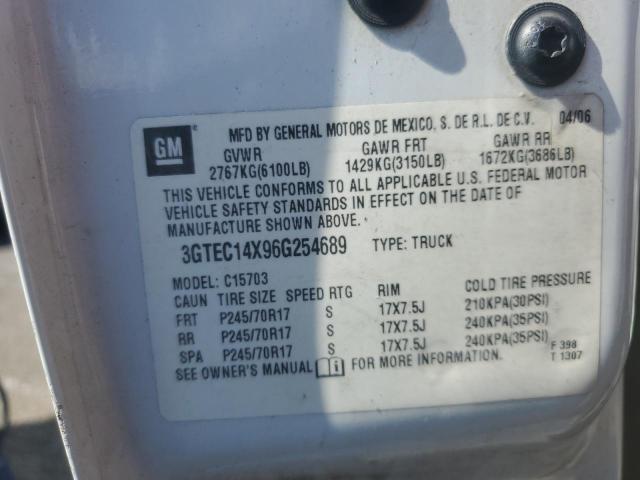 GM
MFD BY GENERAL MOTORS DE MEXICO, S. DE R.L. DE C.V. 04/06
GVWR GAWR FRT GAWR RR
2767KG(6100LB) 1429KG(3150LB) 1672KG(3686LB)
THIS VEHICLE CONFORMS TO ALL APPLICABLE U.S. FEDERAL MOTOR
VEHICLE SAFETY STANDARDS IN EFFECT ON THE DATE OF
MANUFACTURE SHOWN ABOVE.
3GTEC14X96G254689 TYPE: TRUCK
MODEL: C15703
CAUN TIRE SIZE SPEED RTG RIM COLD TIRE PRESSURE
FRT P245/70R17 S 17X7.5J 210KPA(30PSI)
RR P245/70R17 S 17X7.5J 240KPA(35PSI)
SPA P245/70R17 S 17X7.5J 240KPA(35PSI)
SEE OWNER'S MANUAL FOR MORE INFORMATION.
F 398
T 1307